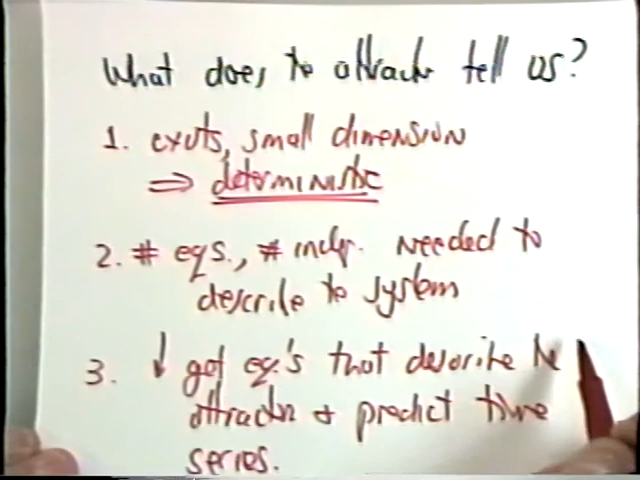 What does the attractor tell us?
1. exists, small dimension
⇒ deterministic
2. # eqs., # indep. needed to
describe the system
3. ↓ get eq.'s that describe the
attractor + predict time
series.